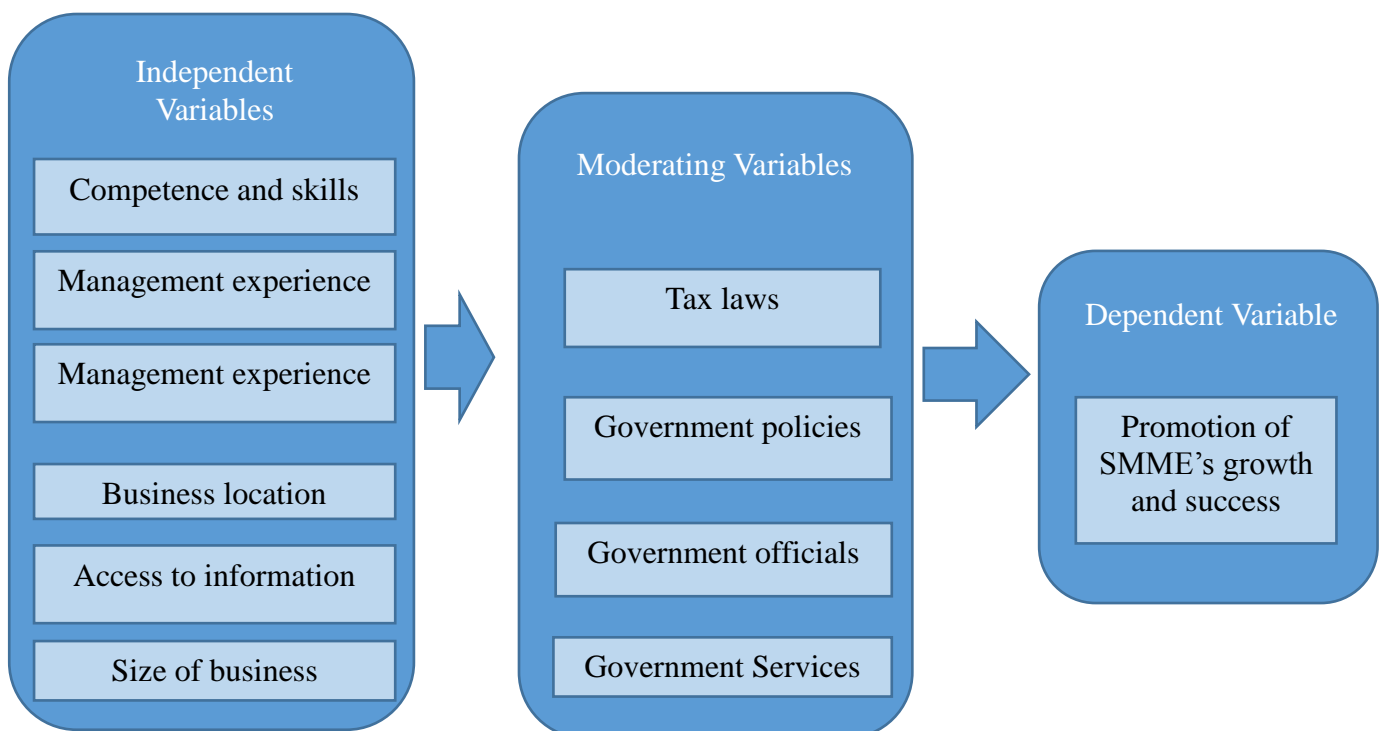 Independent
Variables
Competence and skills
Management experience
Management experience
Business location
Access to information
Size of business
Moderating Variables
Tax laws
Government policies
Government officials
Government Services
Dependent Variable
Promotion of
SMME’s growth
and success